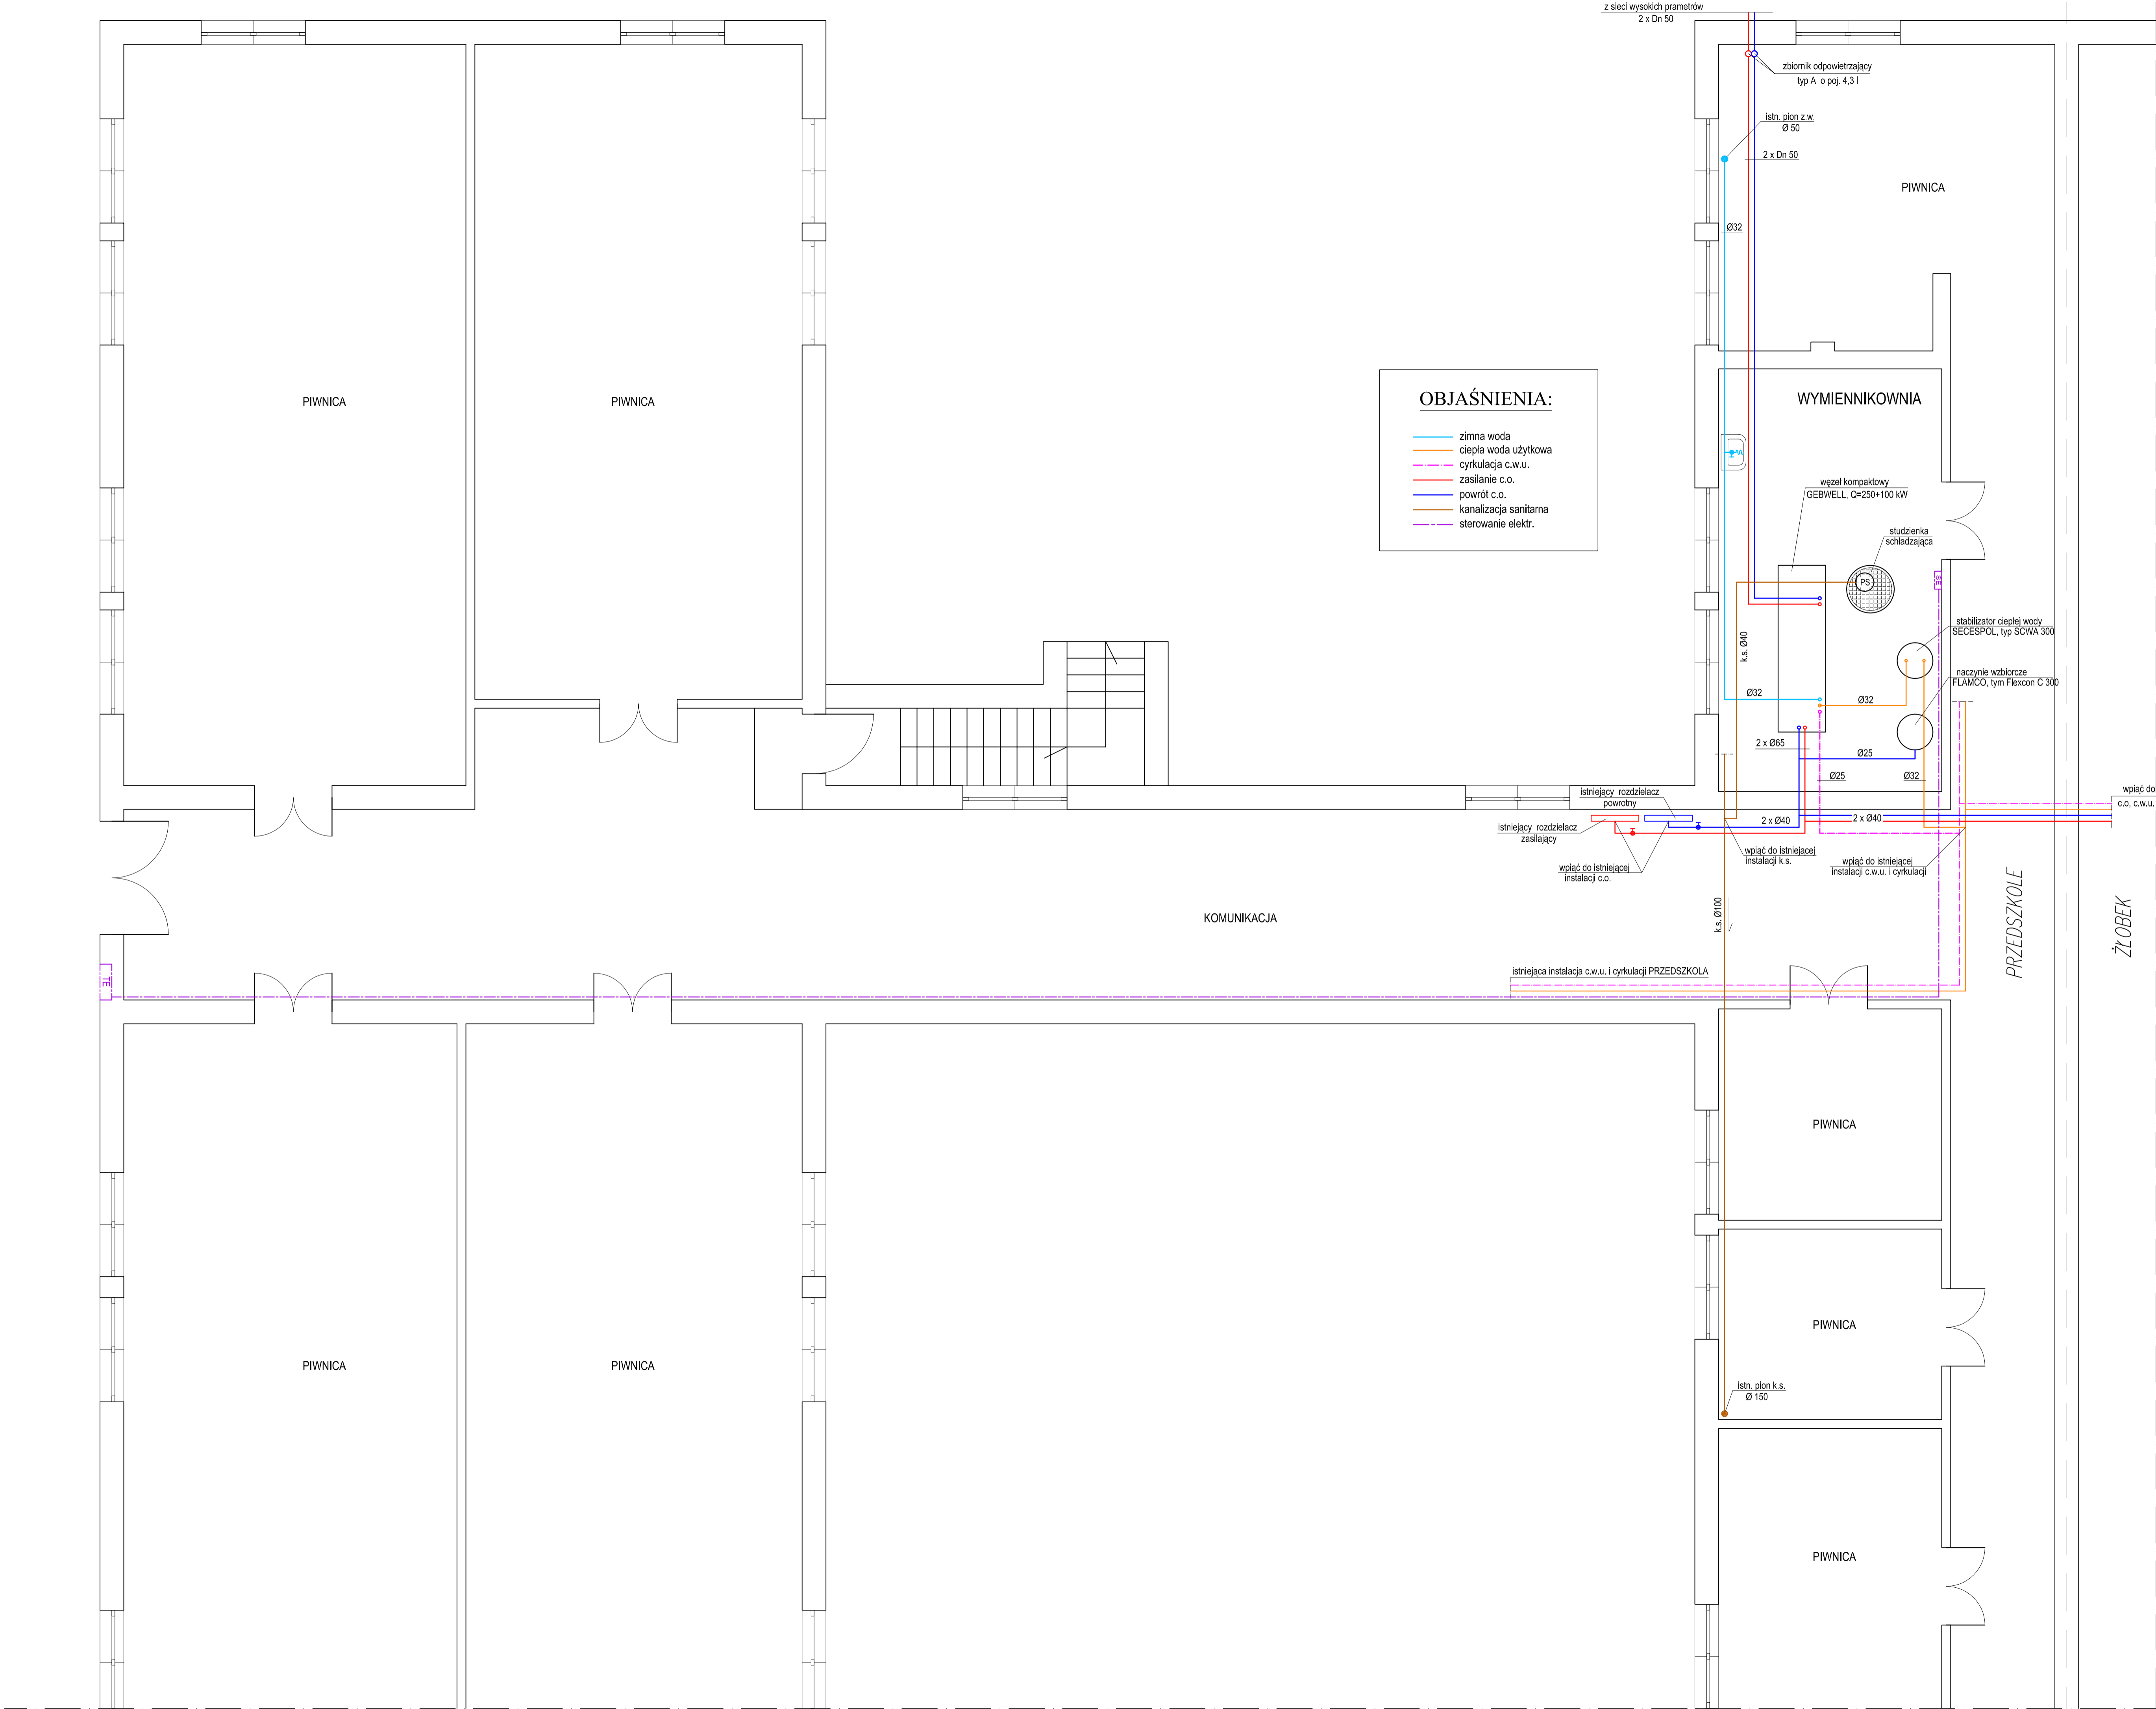 z sieci wysokich prametrów
2 x Dn 50
zbiornik odpowietrzający
typ A o poj. 4,3 l
istn. pion z.w.
Ø 50
2 x Dn 50
PIWNICA
Ø32
PIWNICA
PIWNICA
OBJAŚNIENIA:
zimna woda
ciepła woda użytkowa
cyrkulacja c.w.u.
zasilanie c.o.
powrót c.o.
kanalizacja sanitarna
sterowanie elektr.
WYMIENNIKOWNIA
węzeł kompaktowy
GEBWELL, Q=250+100 kW
studzienka
schładzająca
PS
SE
stabilizator ciepłej wody
SECESPOL, typ SCWA 300
k.s. Ø40
naczynie wzbiorcze
FLAMCO, tym Flexcon C 300
Ø32
Ø32
2 x Ø65
Ø25
Ø25
Ø32
wpiąć do
c.o, c.w.u.
istniejący rozdzielacz
powrotny
istniejący rozdzielacz
zasilający
2 x Ø40
2 x Ø40
wpiąć do istniejącej
instalacji k.s.
wpiąć do istniejącej
instalacji c.w.u. i cyrkulacji
wpiąć do istniejącej
instalacji c.o.
KOMUNIKACJA
k.s. Ø100
PRZEDSZKOLE
ŻŁOBEK
TE
istniejąca instalacja c.w.u. i cyrkulacji PRZEDSZKOLA
PIWNICA
PIWNICA
PIWNICA
PIWNICA
istn. pion k.s.
Ø 150
PIWNICA